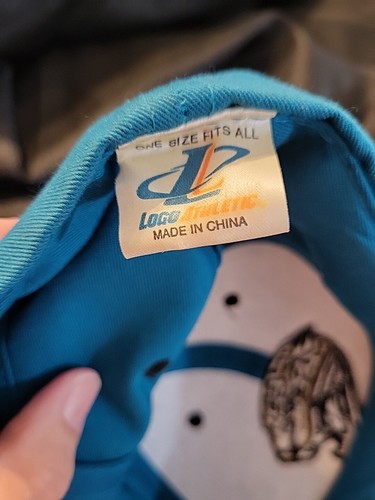 ONE SIZE FITS ALL
LOGO ATHLETIC
MADE IN CHINA